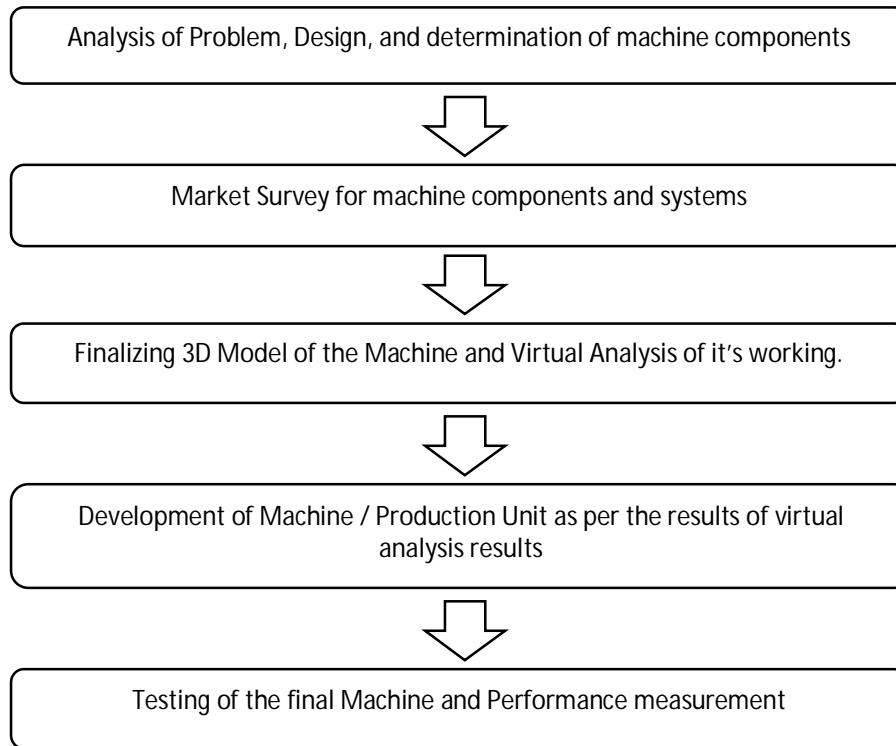 Analysis of Problem, Design, and determination of machine components
Market Survey for machine components and systems
Finalizing 3D Model of the Machine and Virtual Analysis of it’s working.
Development of Machine / Production Unit as per the results of virtual
analysis results
Testing of the final Machine and Performance measurement